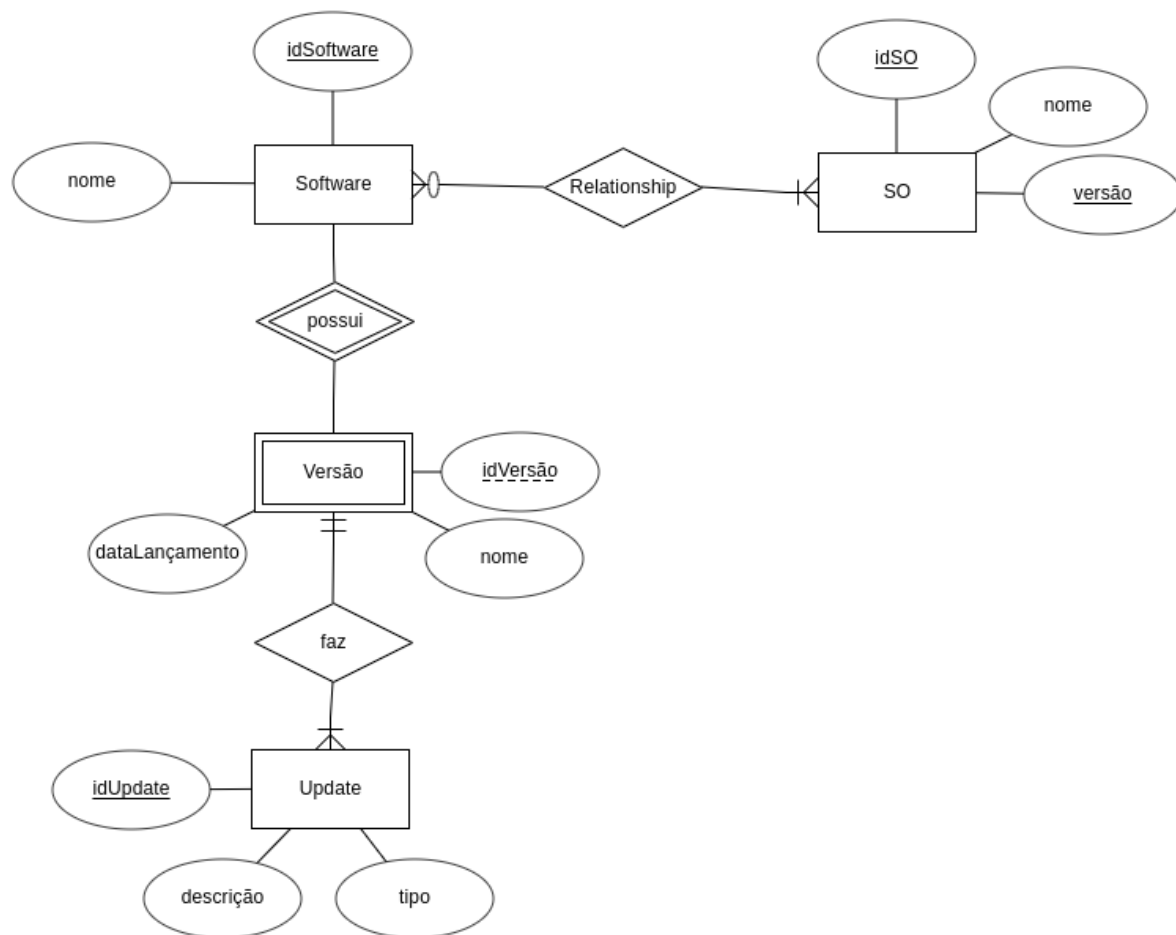 idSoftware
idSO
nome
nome
Software
Relationship
SO
versão
possui
Versão
idVersão
dataLançamento
nome
faz
idUpdate
Update
descrição
tipo